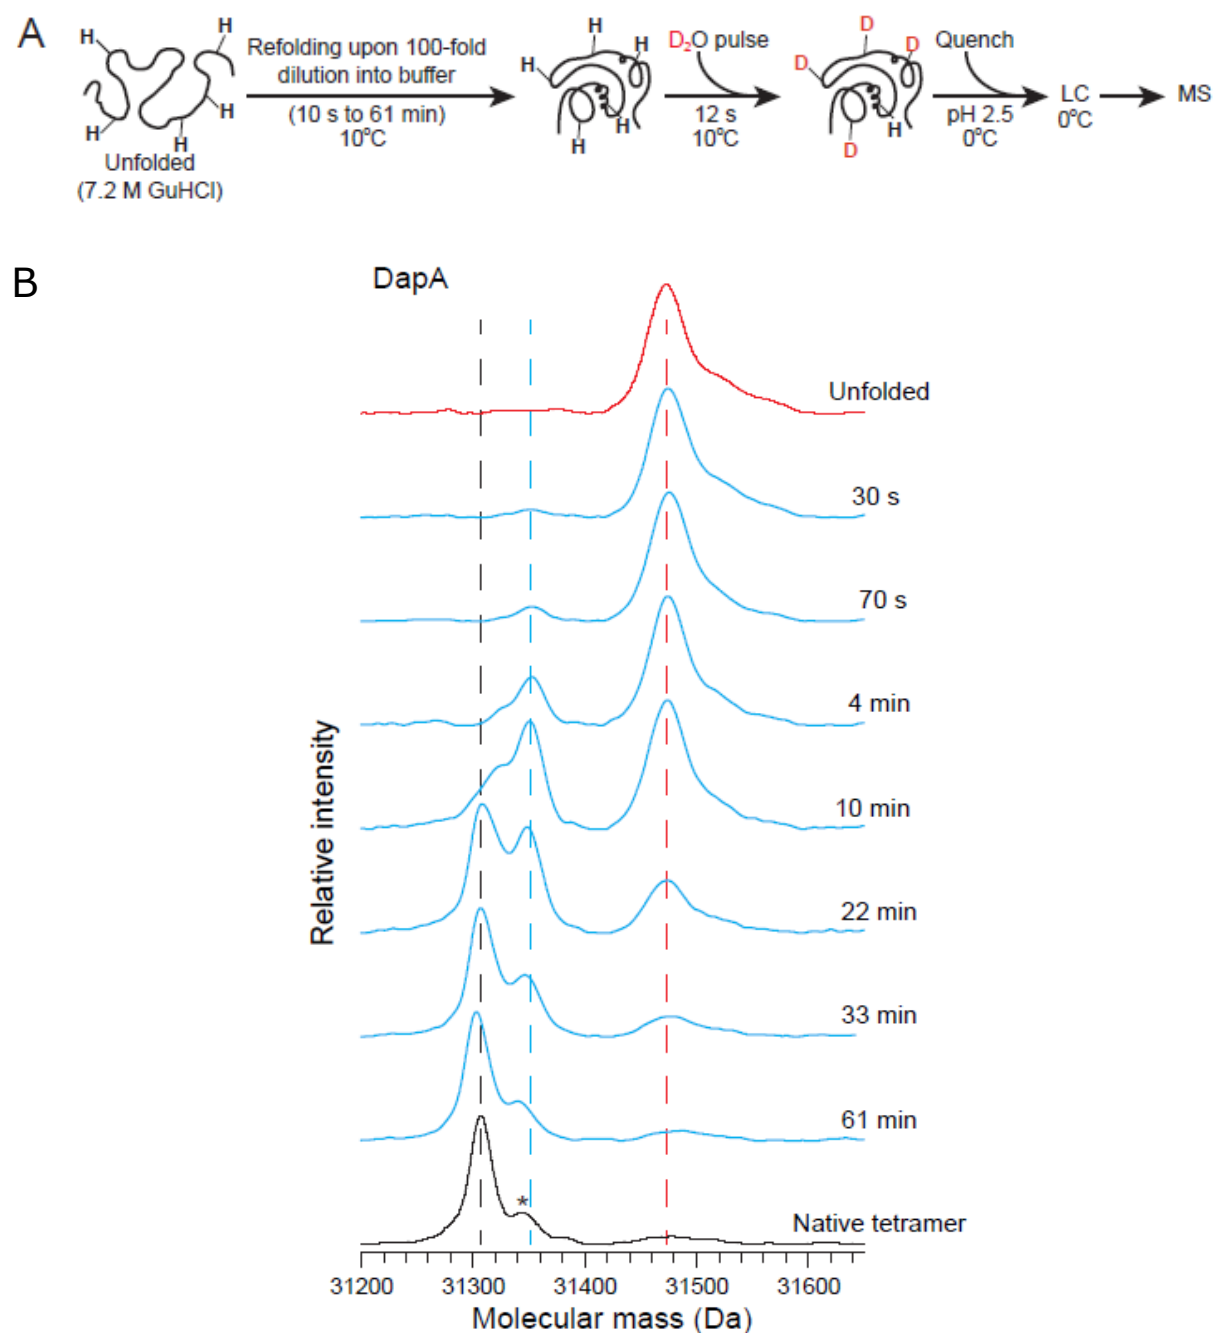 A
H
H
H
H
H
Unfolded
(7.2 M GuHCl)
Refolding upon 100-fold
dilution into buffer
(10 s to 61 min)
10°C
H
H
H
H
H
D₂O pulse
12 s
10°C
D
D
D
D
H
Quench
pH 2.5
0°C
LC
0°C
MS
B
DapA
Unfolded
30 s
70 s
4 min
10 min
22 min
33 min
61 min
*
Native tetramer
Relative intensity
31200 31300 31400 31500 31600
Molecular mass (Da)